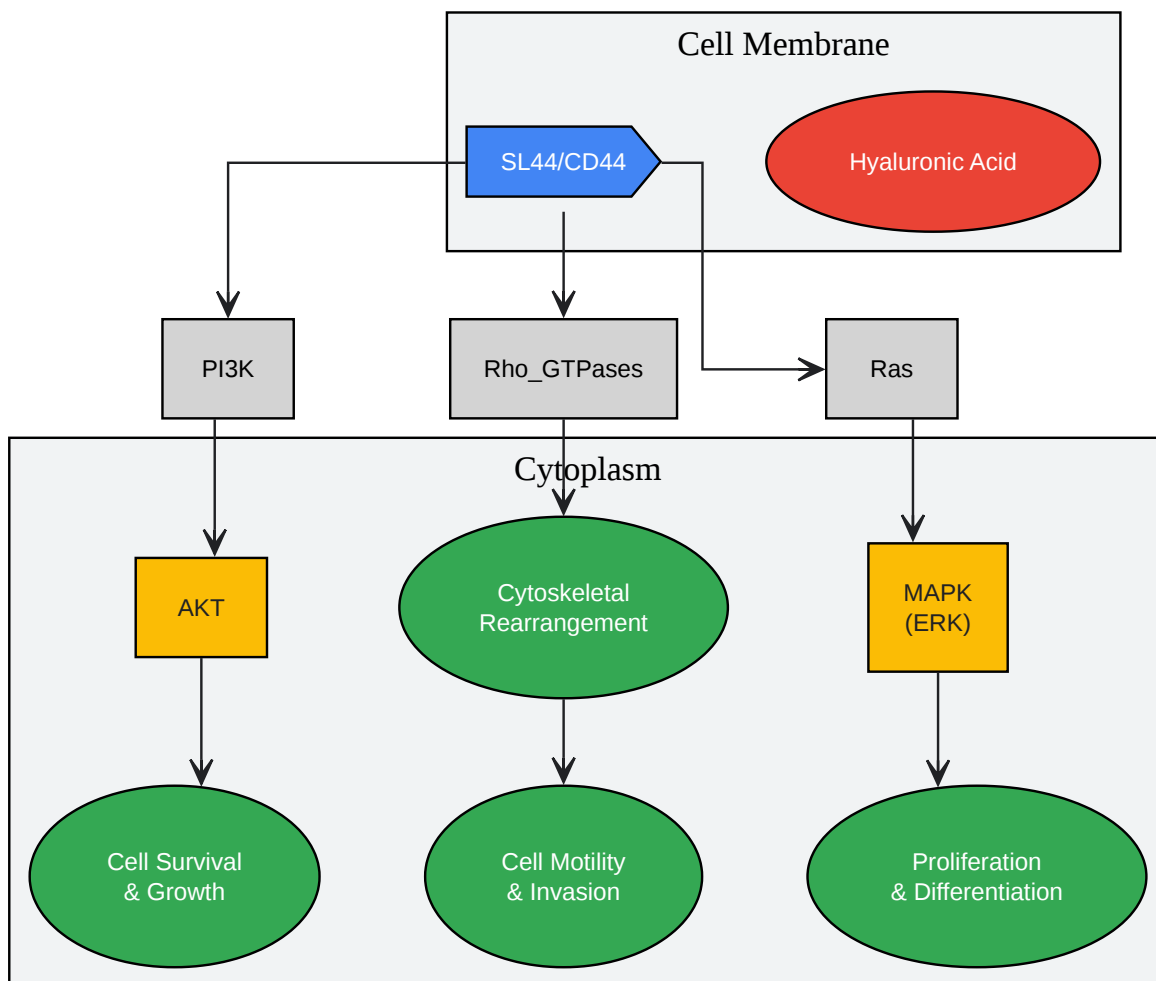 Cell Membrane
SL44/CD44
Hyaluronic Acid
PI3K
Rho_GTPases
Ras
Cytoplasm
AKT
Cytoskeletal
Rearrangement
MAPK
(ERK)
Cell Survival
& Growth
Cell Motility
& Invasion
Proliferation
& Differentiation